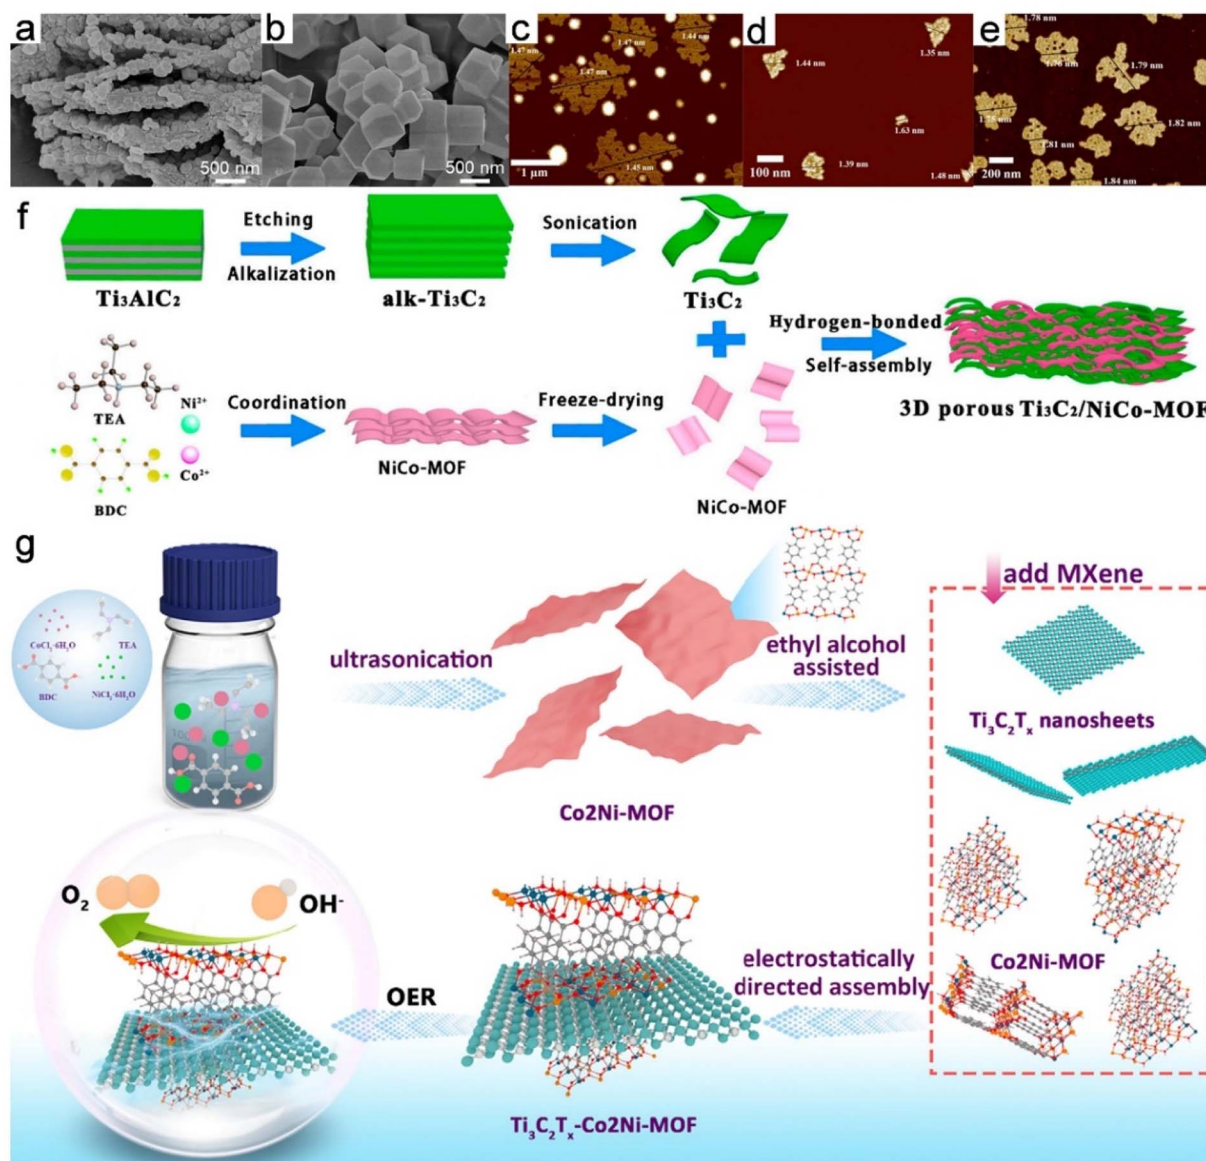 a
500 nm
b
500 nm
c
1.47 nm
1.47 nm
1.44 nm
1.47 nm
1.45 nm
1 µm
d
1.35 nm
1.44 nm
1.63 nm
1.39 nm
1.48 nm
100 nm
e
1.78 nm
1.76 nm
1.79 nm
1.82 nm
1.81 nm
1.84 nm
200 nm
f
Etching
Alkalization
Sonication
Ti₃AlC₂
alk-Ti₃C₂
Ti₃C₂
Hydrogen-bonded
Self-assembly
3D porous Ti₃C₂/NiCo-MOF
TEA
Ni²⁺
Co²⁺
BDC
Coordination
NiCo-MOF
Freeze-drying
NiCo-MOF
g
CoCl₂·6H₂O
TEA
BDC
NiCl₂·6H₂O
ultrasonication
Co2Ni-MOF
ethyl alcohol
assisted
add MXene
Ti₃C₂Tₓ nanosheets
Co2Ni-MOF
electrostatically
directed assembly
Ti₃C₂Tₓ-Co2Ni-MOF
OER
O₂
OH⁻